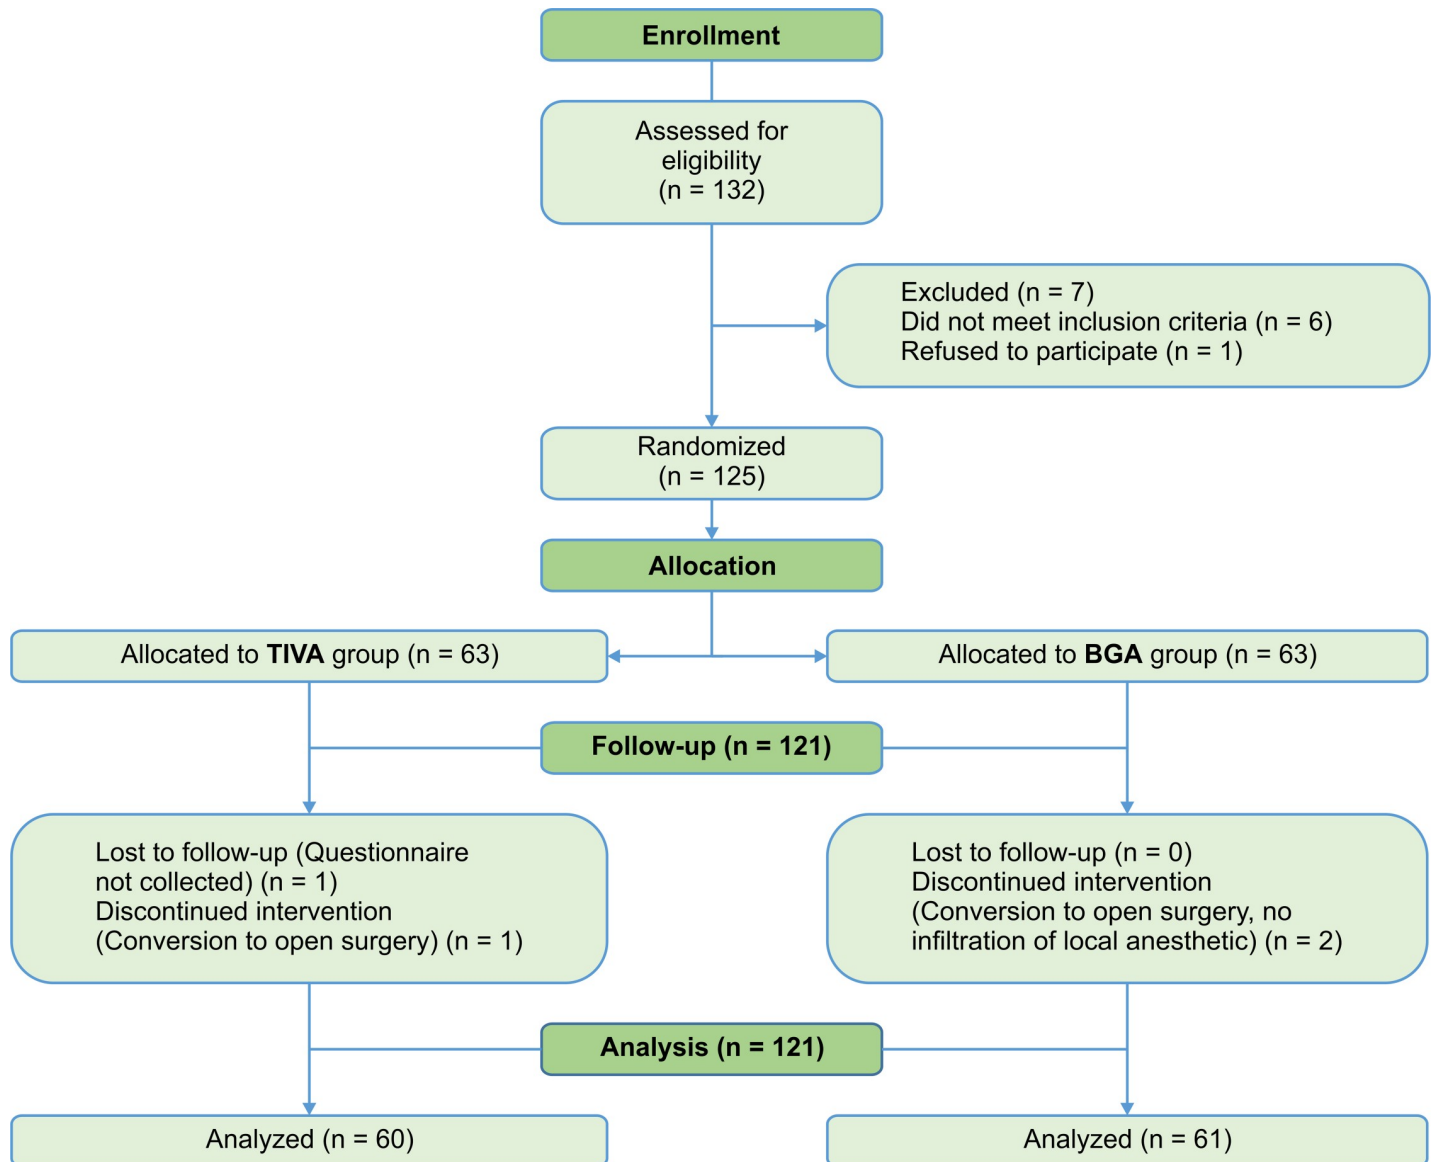 Enrollment
Assessed for
eligibility
(n = 132)
Excluded (n = 7)
Did not meet inclusion criteria (n = 6)
Refused to participate (n = 1)
Randomized
(n = 125)
Allocation
Allocated to TIVA group (n = 63)
Allocated to BGA group (n = 63)
Follow-up (n = 121)
Lost to follow-up (Questionnaire
not collected) (n = 1)
Discontinued intervention
(Conversion to open surgery) (n = 1)
Lost to follow-up (n = 0)
Discontinued intervention
(Conversion to open surgery, no
infiltration of local anesthetic) (n = 2)
Analysis (n = 121)
Analyzed (n = 60)
Analyzed (n = 61)